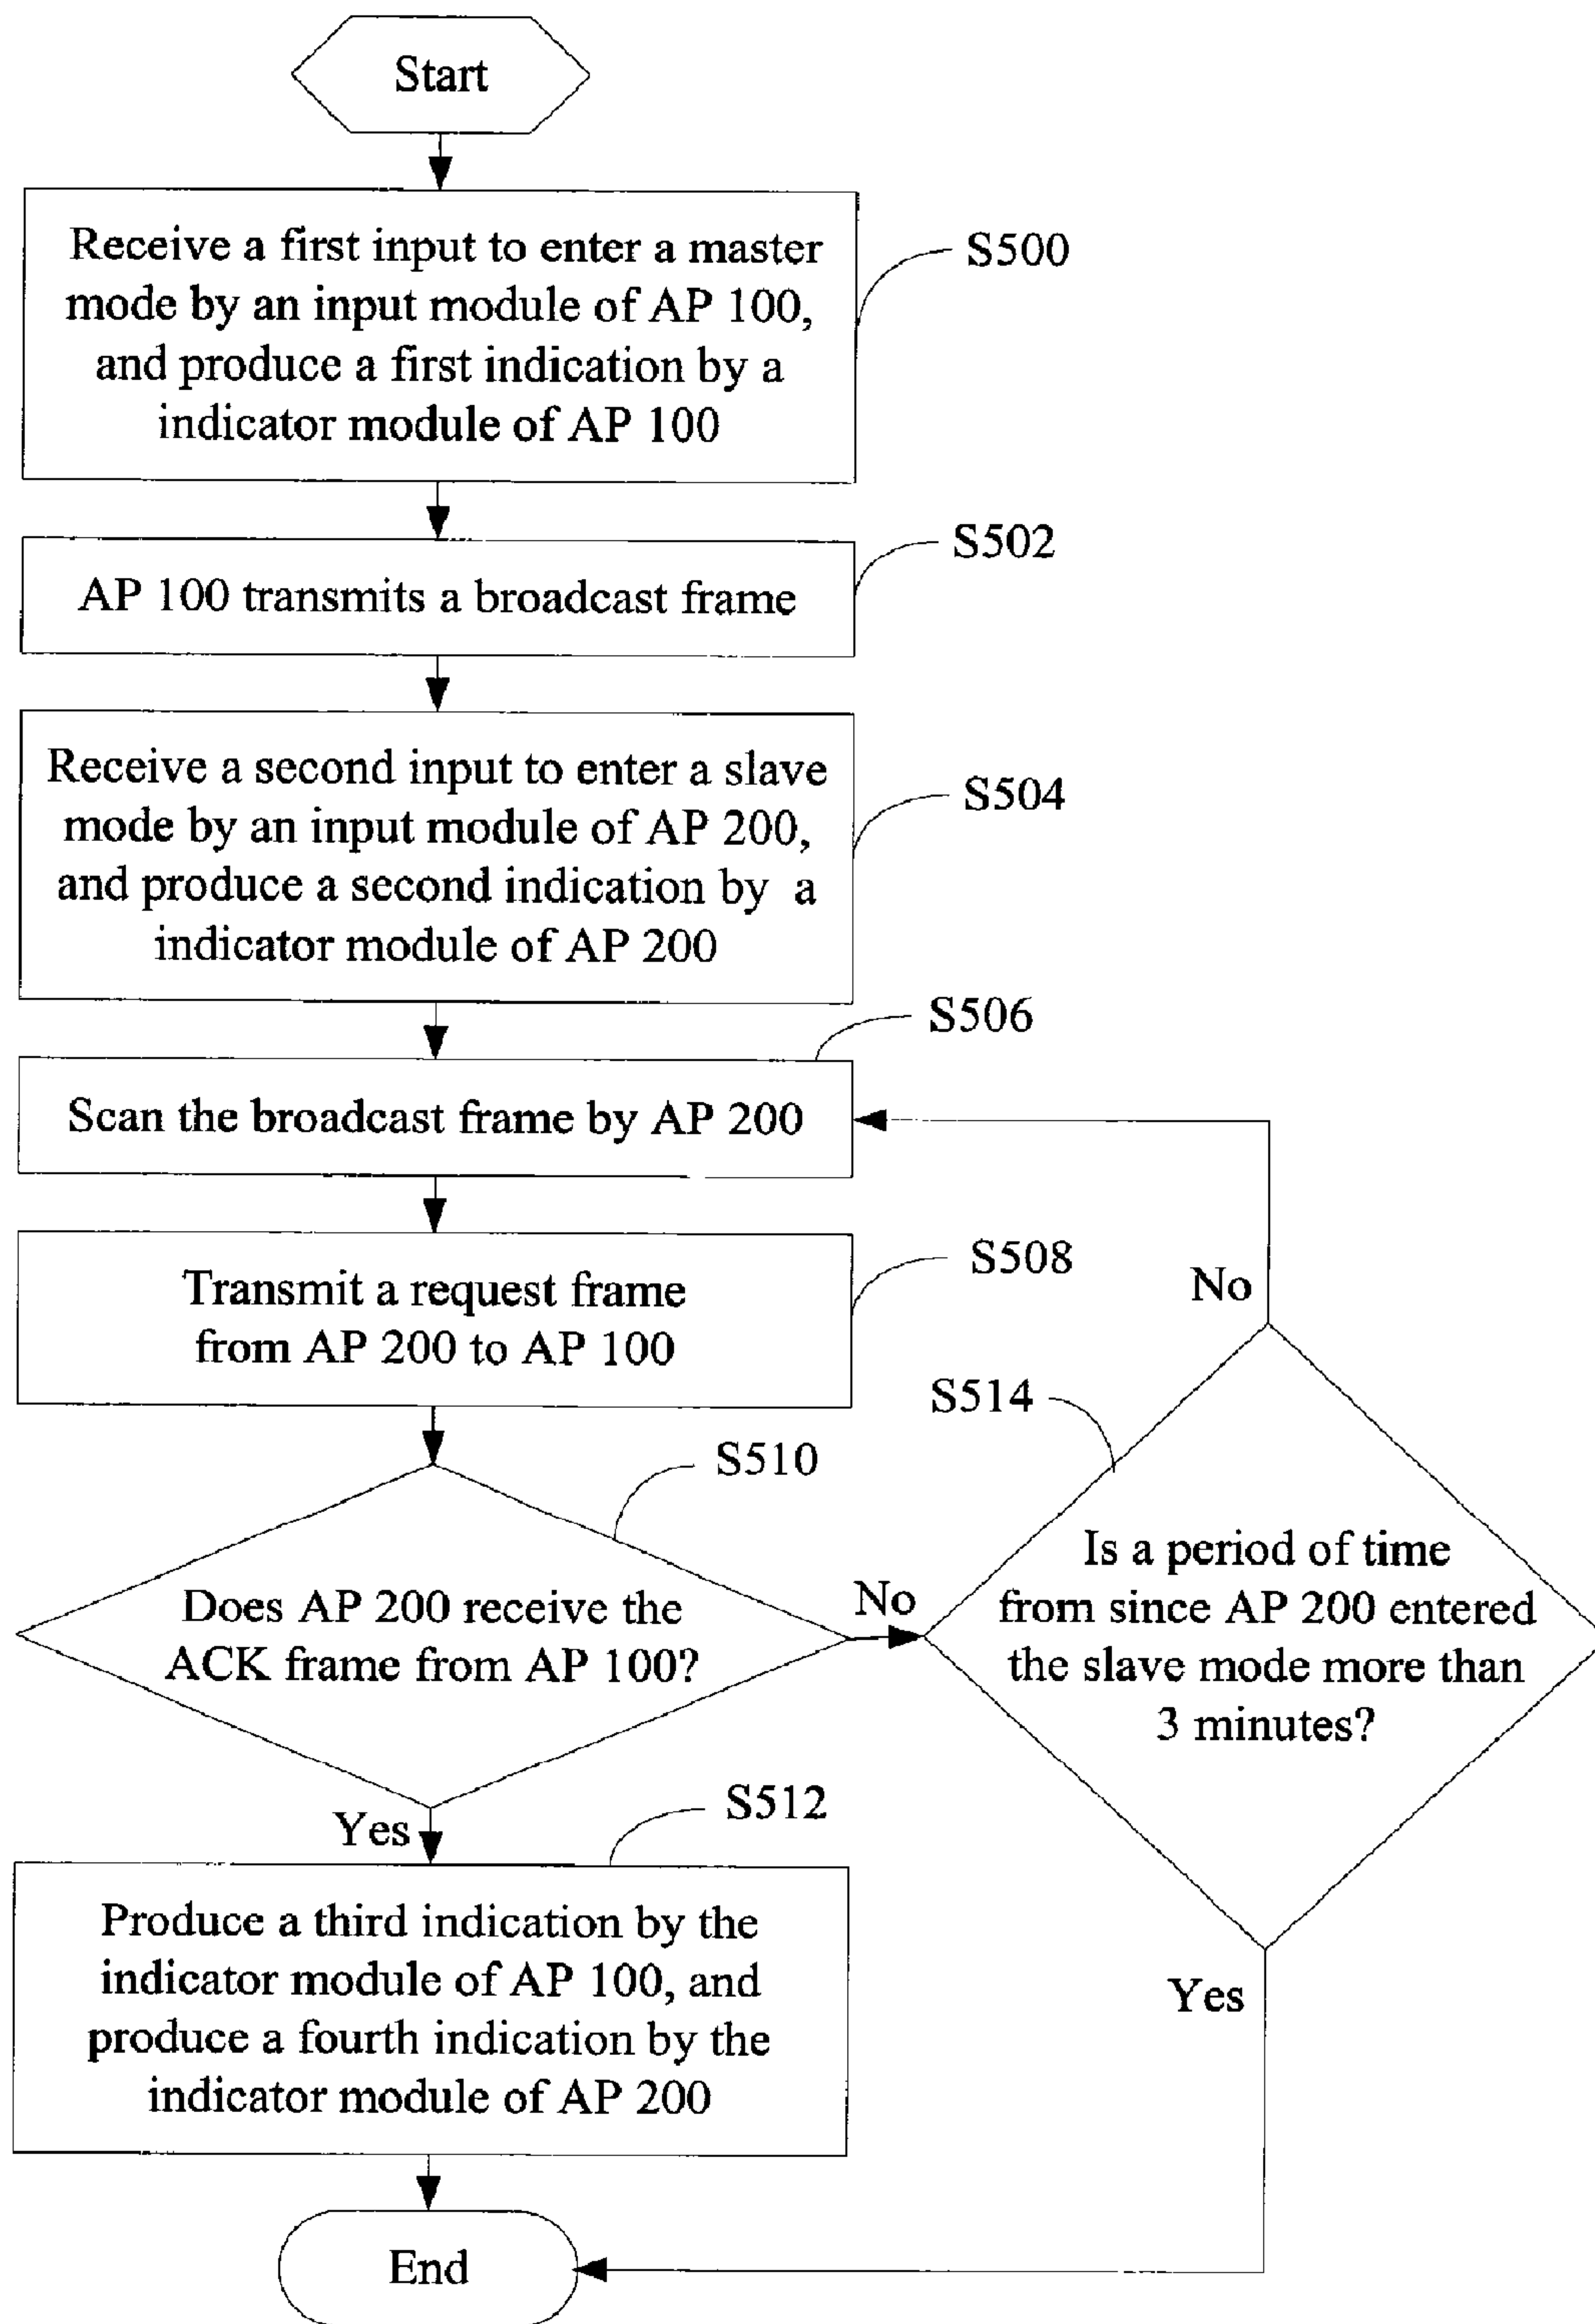 Start
Receive a first input to enter a master
mode by an input module of AP 100,
and produce a first indication by a
indicator module of AP 100
S500
AP 100 transmits a broadcast frame
S502
Receive a second input to enter a slave
mode by an input module of AP 200,
and produce a second indication by a
indicator module of AP 200
S504
Scan the broadcast frame by AP 200
S506
Transmit a request frame
from AP 200 to AP 100
S508
Does AP 200 receive the
ACK frame from AP 100?
S510
No
Is a period of time
from since AP 200 entered
the slave mode more than
3 minutes?
S514
No
Yes
Yes
Produce a third indication by the
indicator module of AP 100, and
produce a fourth indication by the
indicator module of AP 200
S512
End